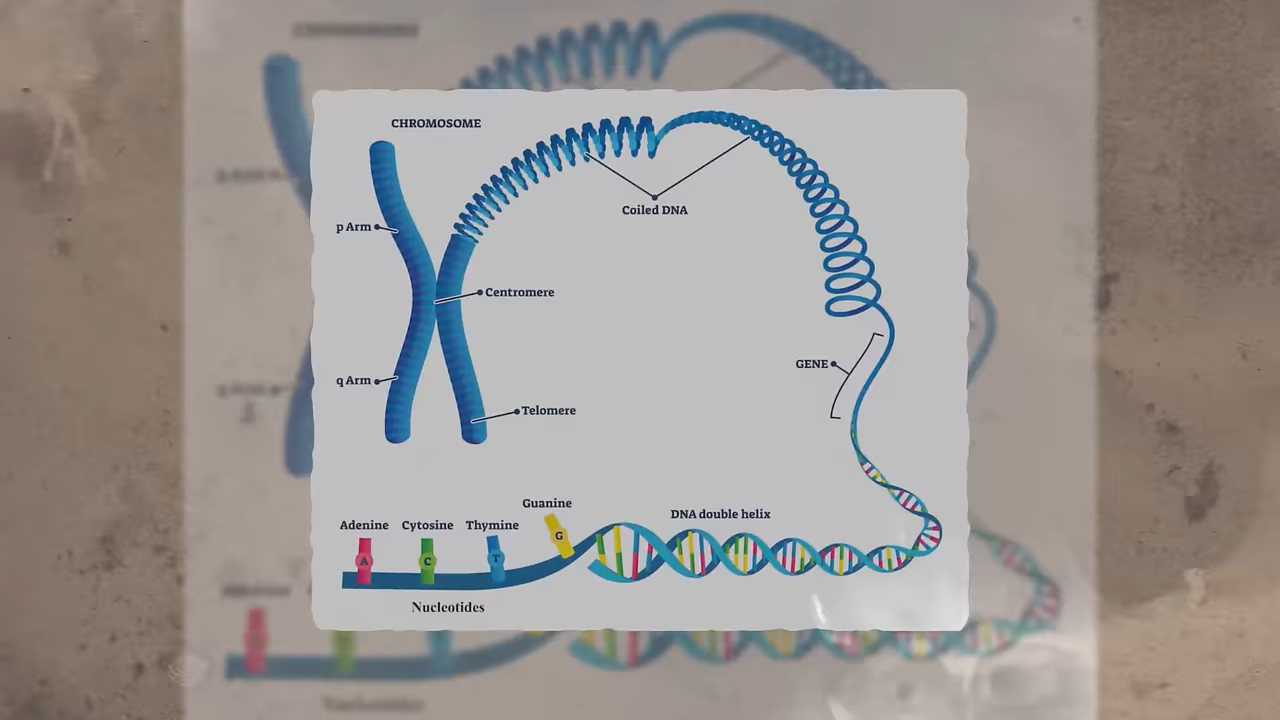 CHROMOSOME
p Arm
Coiled DNA
Centromere
GENE
q Arm
Telomere
Guanine
DNA double helix
Adenine Cytosine Thymine
G
A C T
Nucleotides